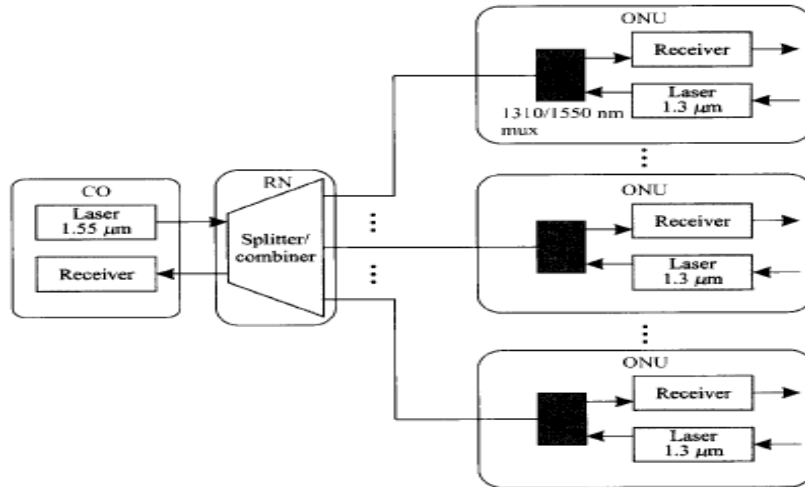 ONU
Receiver
Laser
1.3 μm
1310/1550 nm
mux
CO
Laser
1.55 μm
Receiver
RN
Splitter/
combiner
ONU
Receiver
Laser
1.3 μm
ONU
Receiver
Laser
1.3 μm